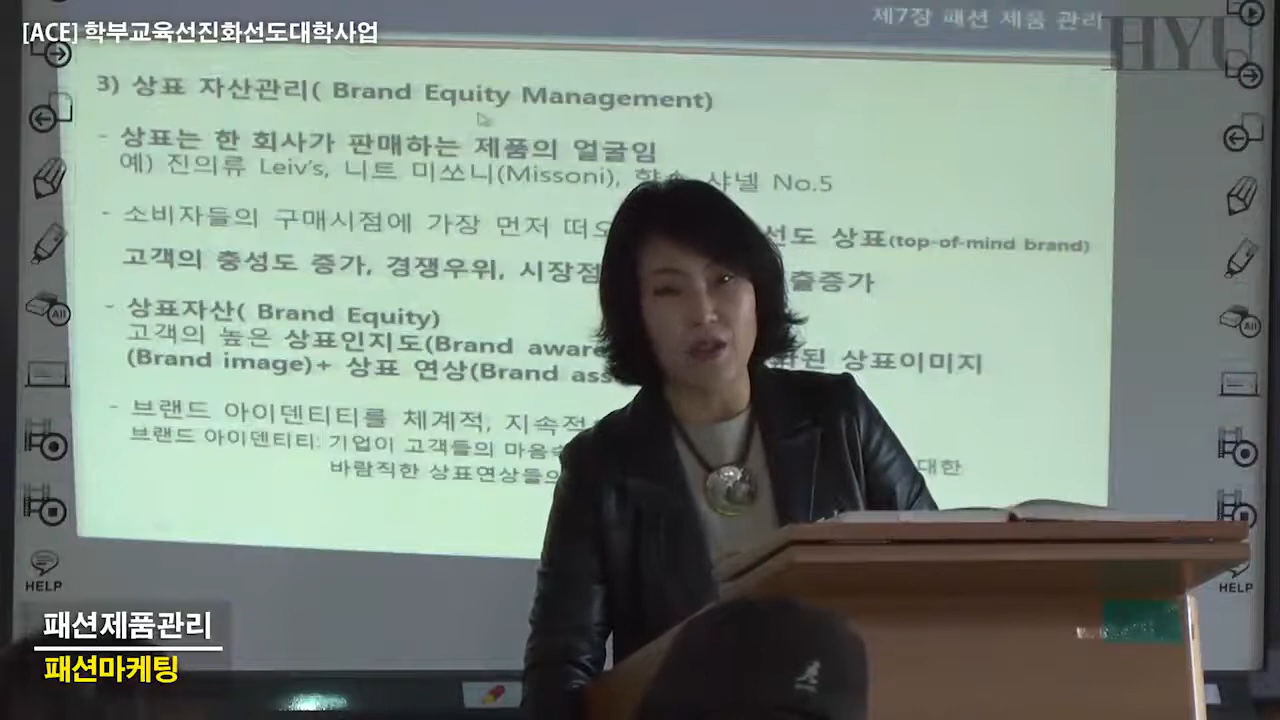 [ACE] 학부교육선진화선도대학사업
제7장 패션 제품 관리
HYU
3) 상표 자산관리( Brand Equity Management)
- 상표는 한 회사가 판매하는 제품의 얼굴임
예) 진의류 Leiv's, 니트 미쏘니(Missoni), 향수 샤넬 No.5
- 소비자들의 구매시점에 가장 먼저 떠오 선도 상표(top-of-mind brand)
고객의 충성도 증가, 경쟁우위, 시장점 출증가
- 상표자산( Brand Equity)
고객의 높은 상표인지도(Brand aware 된 상표이미지
(Brand image)+ 상표 연상(Brand ass
- 브랜드 아이덴티티를 체계적, 지속적
브랜드 아이덴티티: 기업이 고객들의 마음속
바람직한 상표연상들의 대한
All
All
HELP
HELP
패션제품관리
패션마케팅